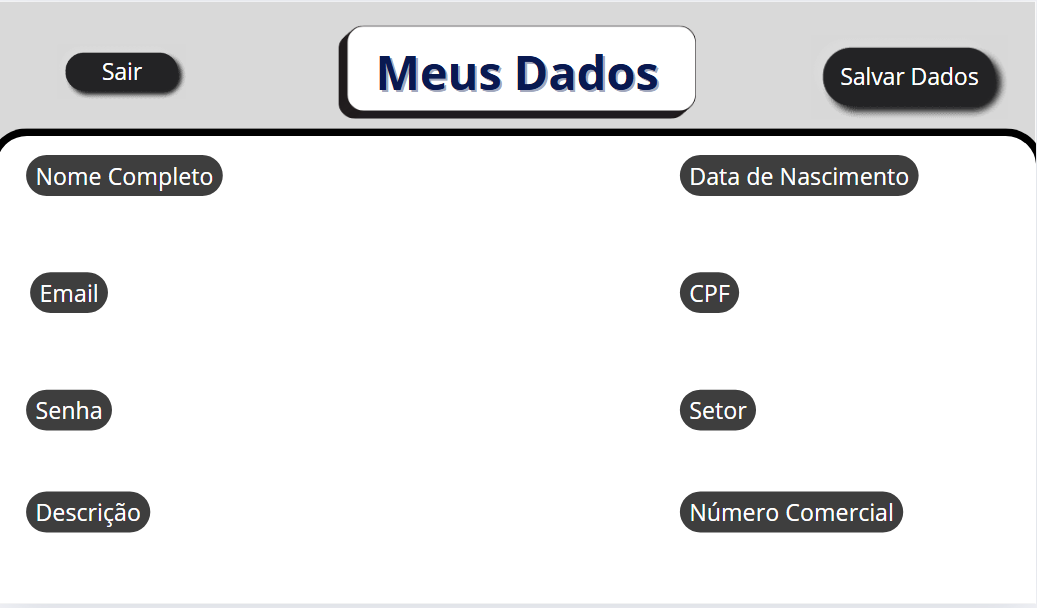 Sair
Meus Dados
Salvar Dados
Nome Completo
Data de Nascimento
Email
CPF
Senha
Setor
Descrição
Número Comercial